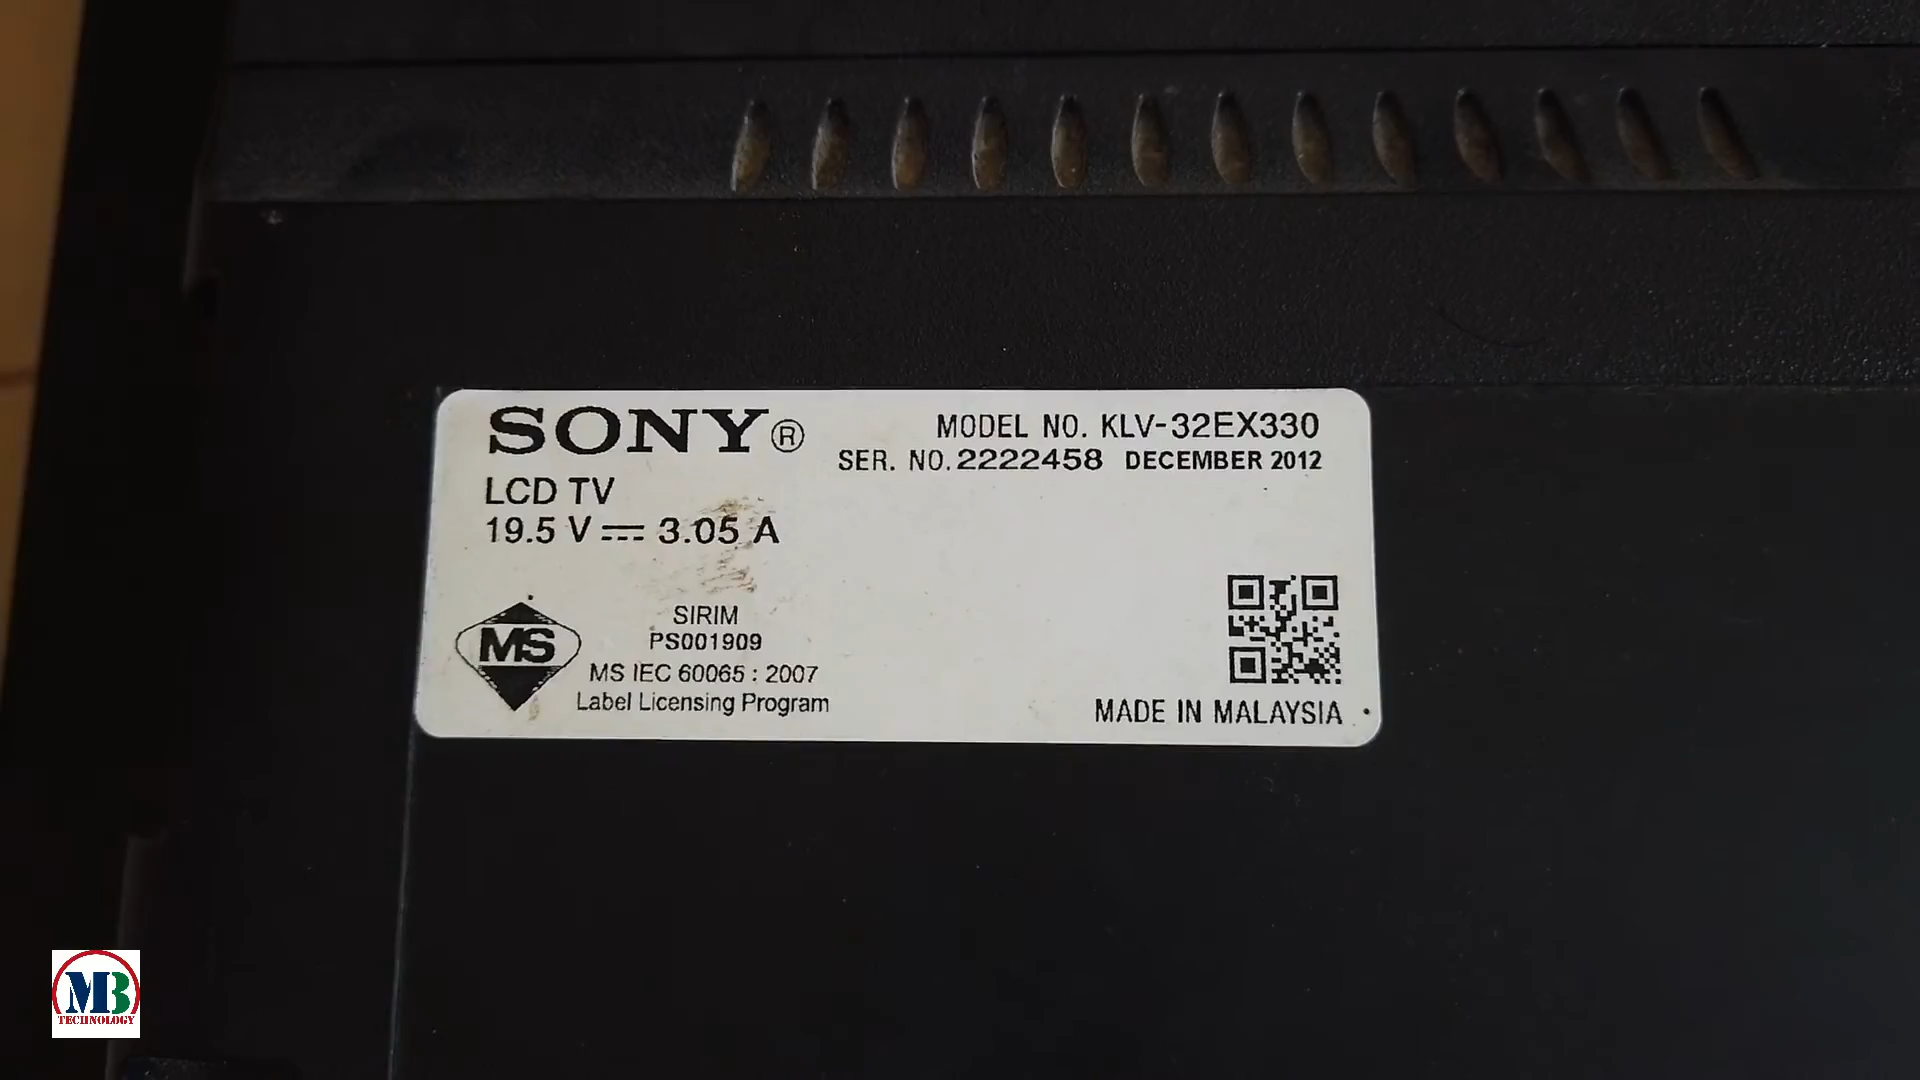 SONY®
MODEL NO. KLV-32EX330
SER. NO. 2222458 DECEMBER 2012
LCD TV
19.5 V ⎓ 3.05 A
MS
SIRIM
PS001909
MS IEC 60065 : 2007
Label Licensing Program
MADE IN MALAYSIA
MB
TECHNOLOGY